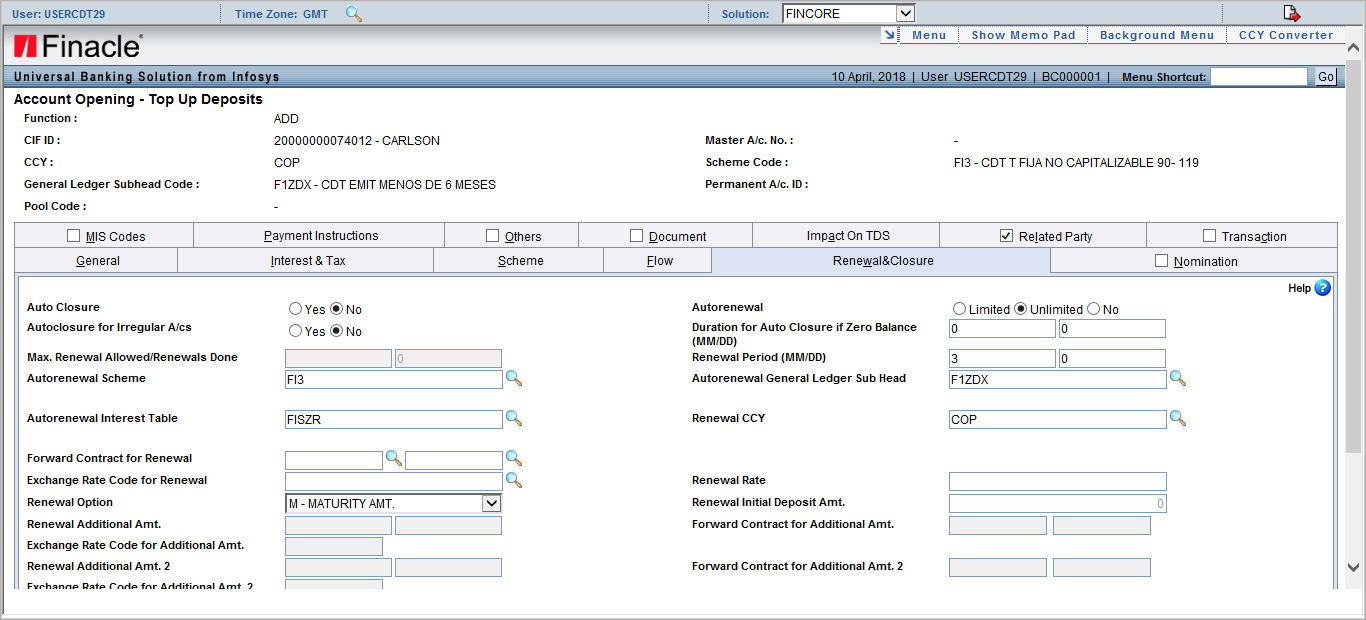 User: USERCDT29 Time Zone: GMT Solution: FINCORE
Finacle
Menu Show Memo Pad Background Menu CCY Converter
Universal Banking Solution from Infosys 10 April, 2018 | User USERCDT29 | BC000001 | Menu Shortcut: Go
Account Opening - Top Up Deposits
Function : ADD
CIF ID : 20000000074012 - CARLSON Master A/c. No. : -
CCY : COP Scheme Code : FI3 - CDT T FIJA NO CAPITALIZABLE 90- 119
General Ledger Subhead Code : F1ZDX - CDT EMIT MENOS DE 6 MESES Permanent A/c. ID :
Pool Code : -
MIS Codes Payment Instructions Others Document Impact On TDS Related Party Transaction
General Interest & Tax Scheme Flow Renewal&Closure Nomination
Help ?
Auto Closure Yes No Autorenewal Limited Unlimited No
Autoclosure for Irregular A/cs Yes No Duration for Auto Closure if Zero Balance 0 0
(MM/DD)
Max. Renewal Allowed/Renewals Done 0 Renewal Period (MM/DD) 3 0
Autorenewal Scheme FI3 Autorenewal General Ledger Sub Head F1ZDX
Autorenewal Interest Table FISZR Renewal CCY COP
Forward Contract for Renewal
Exchange Rate Code for Renewal Renewal Rate
Renewal Option M - MATURITY AMT. Renewal Initial Deposit Amt. 0
Renewal Additional Amt. Forward Contract for Additional Amt.
Exchange Rate Code for Additional Amt.
Renewal Additional Amt. 2 Forward Contract for Additional Amt. 2
Exchange Rate Code for Additional Amt. 2